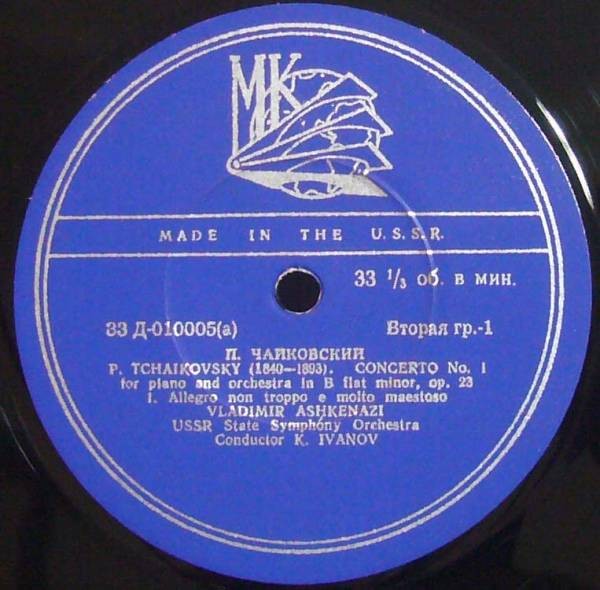 МК
MADE IN THE U.S.S.R.
33 1/3 об. в мин.
33 Д-010005(а)
Вторая гр.-1
П. ЧАЙКОВСКИЙ
P. TCHAIKOVSKY (1840—1893). CONCERTO No. 1
for piano and orchestra in B flat minor, op. 23
1. Allegro non troppo e molto maestoso
VLADIMIR ASHKENAZI
USSR State Symphony Orchestra
Conductor K. IVANOV